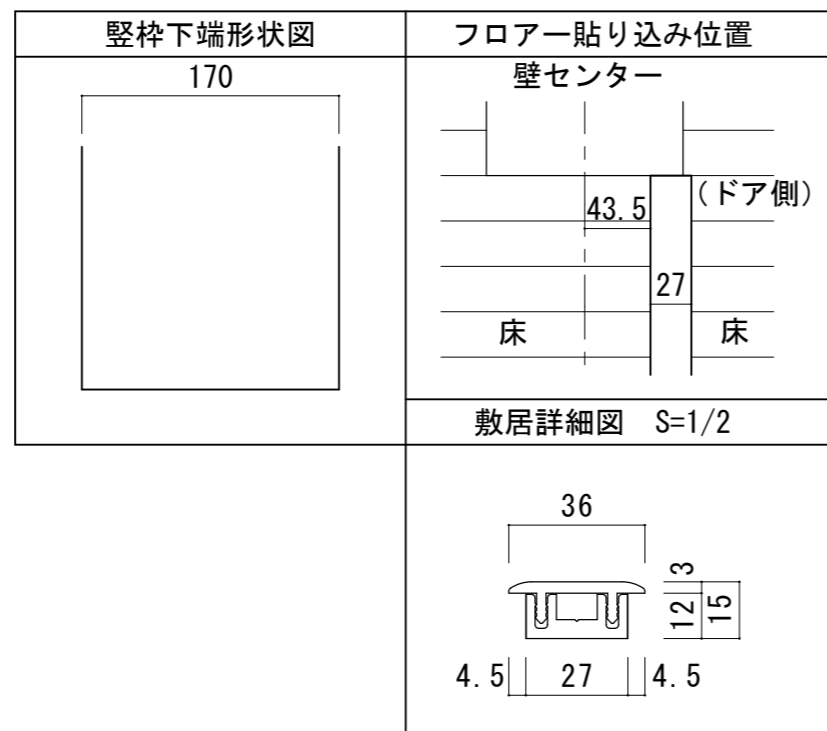 竪枠下端形状図
170
フロアー貼り込み位置
壁センター
(ドア側)
43.5
27
床
床
敷居詳細図 S=1/2
36
3
12
15
4.5
27
4.5